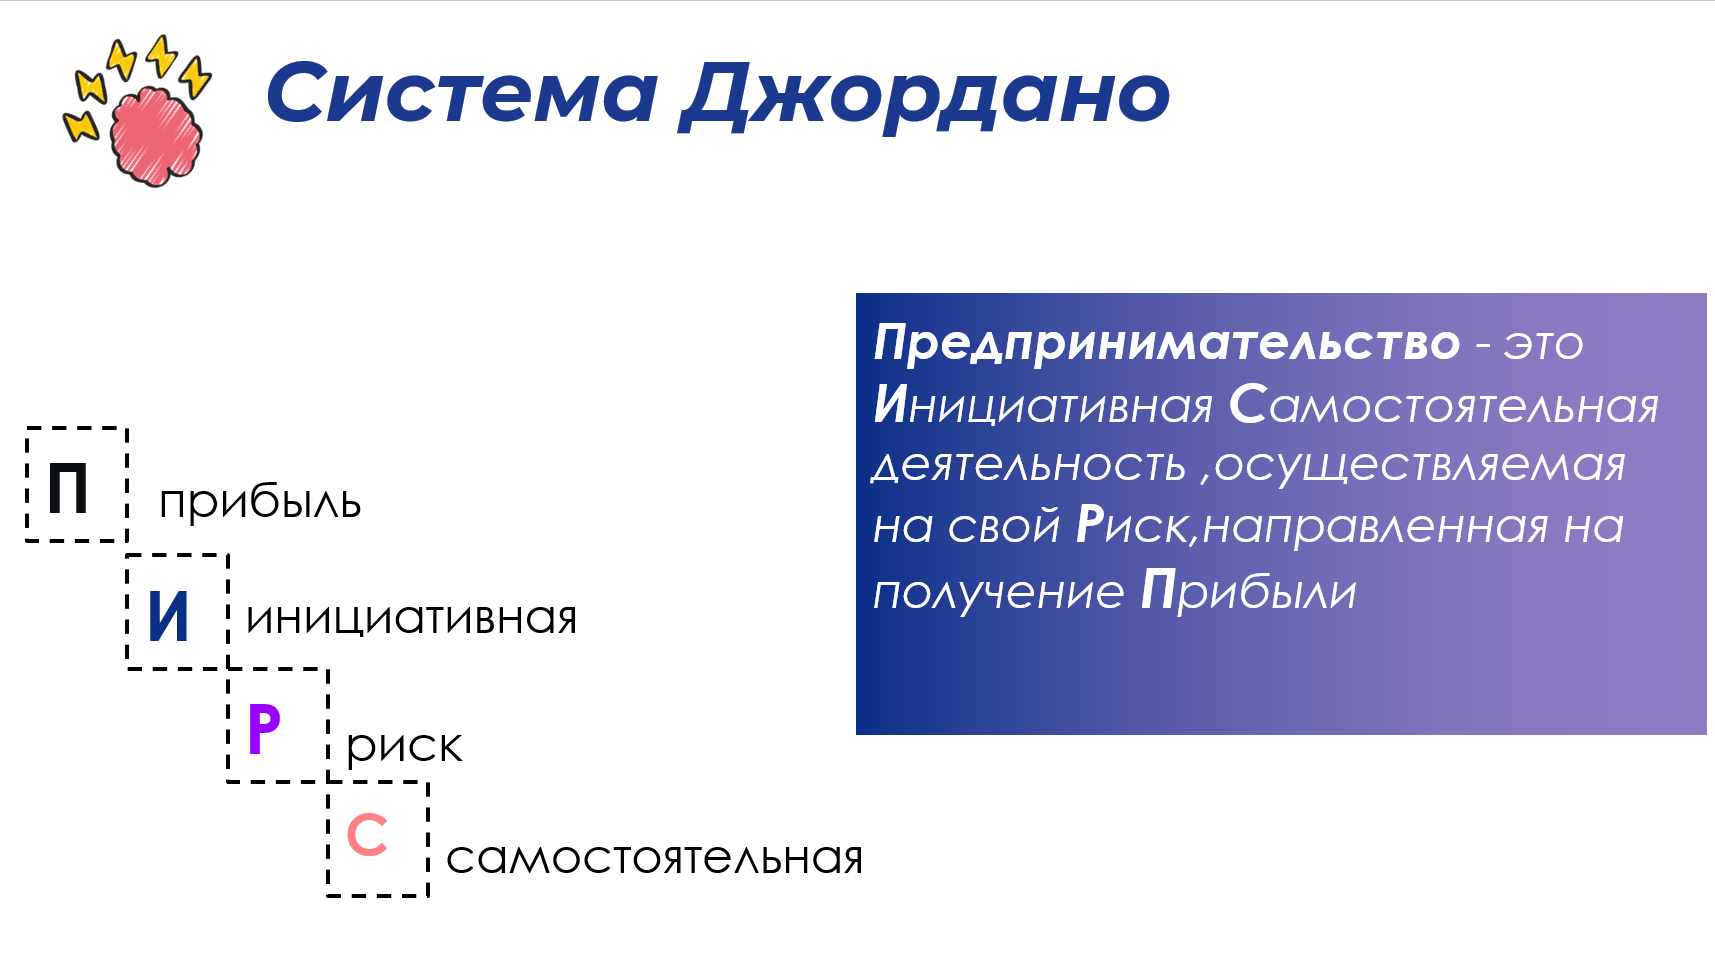 Система Джордано
П прибыль
И инициативная
Р риск
С самостоятельная
Предпринимательство - это
Инициативная Самостоятельная
деятельность ,осуществляемая
на свой Риск,направленная на
получение Прибыли